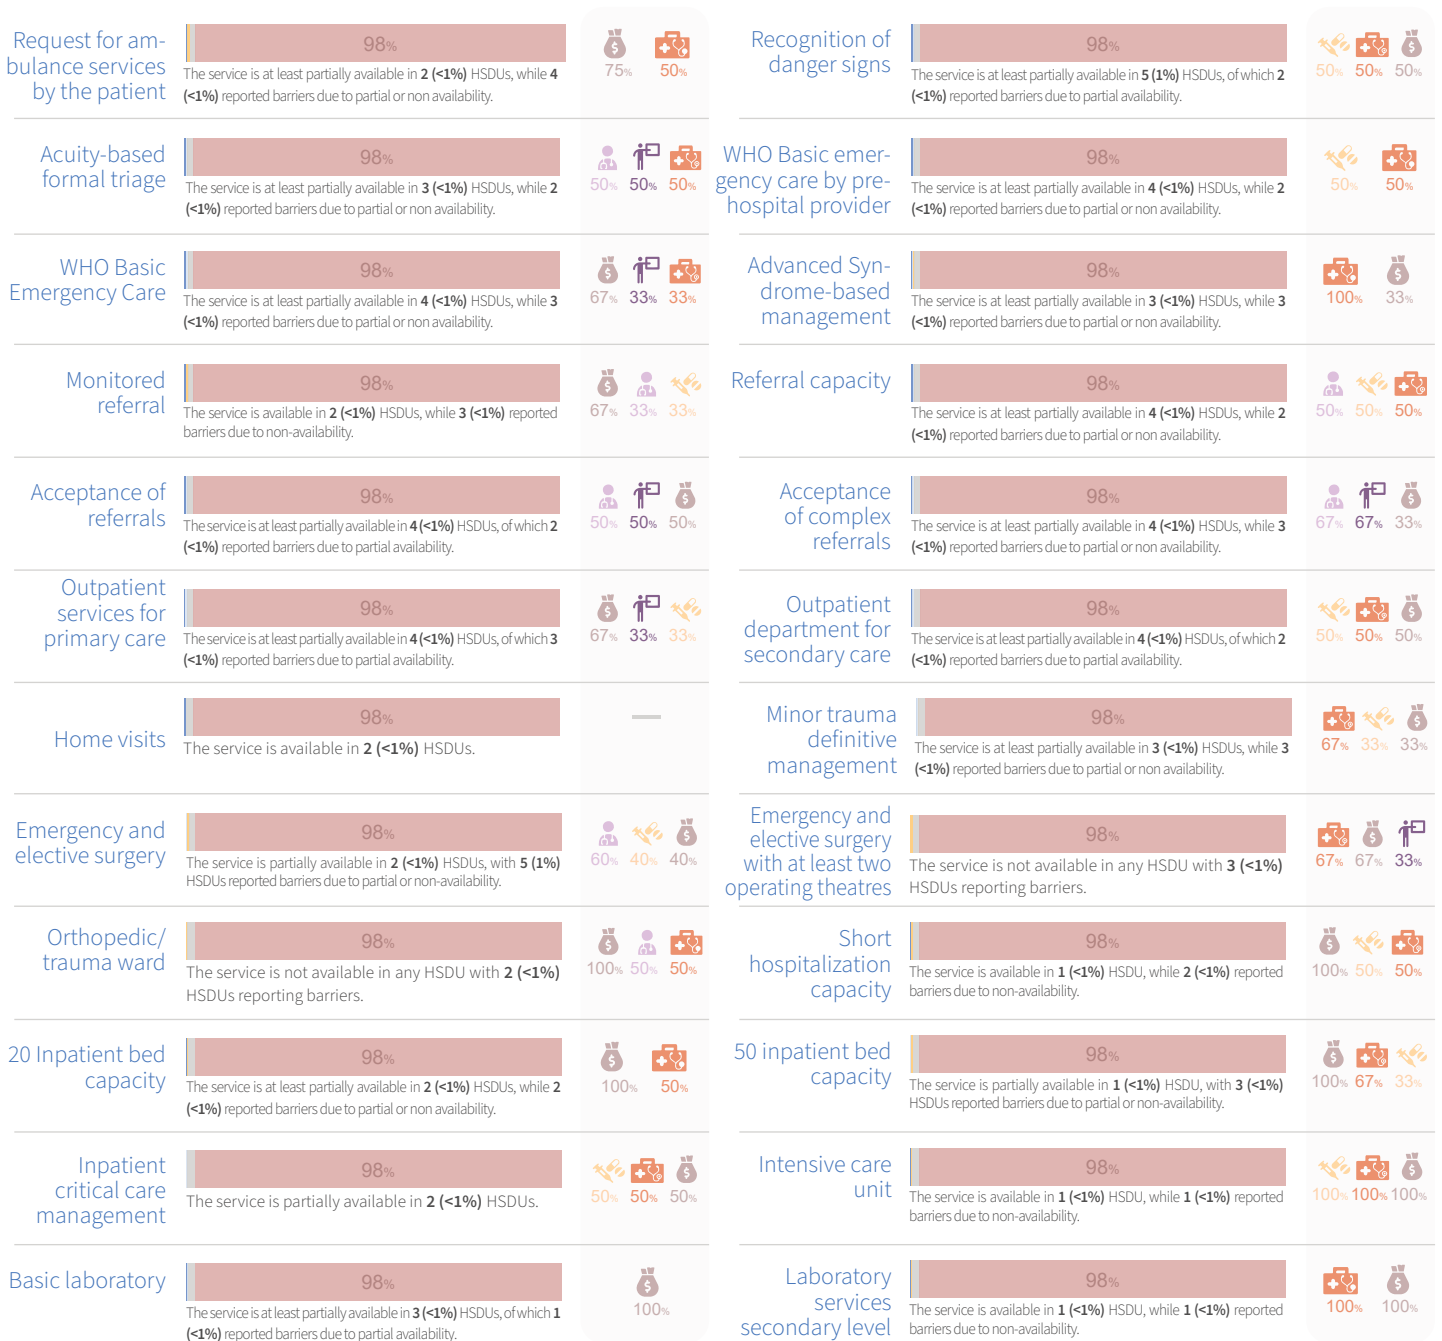 Request for am-
bulance services
by the patient
98%
The service is at least partially available in 2 (<1%) HSDUs, while 4
(<1%) reported barriers due to partial or non availability.
75% 50%
Recognition of
danger signs
98%
The service is at least partially available in 5 (1%) HSDUs, of which 2
(<1%) reported barriers due to partial availability.
50% 50% 50%
Acuity-based
formal triage
98%
The service is at least partially available in 3 (<1%) HSDUs, while 2
(<1%) reported barriers due to partial or non availability.
50% 50% 50%
WHO Basic emer-
gency care by pre-
hospital provider
98%
The service is at least partially available in 4 (<1%) HSDUs, while 2
(<1%) reported barriers due to partial or non availability.
50% 50%
WHO Basic
Emergency Care
98%
The service is at least partially available in 4 (<1%) HSDUs, while 3
(<1%) reported barriers due to partial or non availability.
67% 33% 33%
Advanced Syn-
drome-based
management
98%
The service is at least partially available in 3 (<1%) HSDUs, while 3
(<1%) reported barriers due to partial or non availability.
100% 33%
Monitored
referral
98%
The service is available in 2 (<1%) HSDUs, while 3 (<1%) reported
barriers due to non-availability.
67% 33% 33%
Referral capacity
98%
The service is at least partially available in 4 (<1%) HSDUs, while 2
(<1%) reported barriers due to partial or non availability.
50% 50% 50%
Acceptance of
referrals
98%
The service is at least partially available in 4 (<1%) HSDUs, of which 2
(<1%) reported barriers due to partial availability.
50% 50% 50%
Acceptance
of complex
referrals
98%
The service is at least partially available in 4 (<1%) HSDUs, while 3
(<1%) reported barriers due to partial or non availability.
67% 67% 33%
Outpatient
services for
primary care
98%
The service is at least partially available in 4 (<1%) HSDUs, of which 3
(<1%) reported barriers due to partial availability.
67% 33% 33%
Outpatient
department for
secondary care
98%
The service is at least partially available in 4 (<1%) HSDUs, of which 2
(<1%) reported barriers due to partial availability.
50% 50% 50%
Home visits
98%
The service is available in 2 (<1%) HSDUs.
Minor trauma
definitive
management
98%
The service is at least partially available in 3 (<1%) HSDUs, while 3
(<1%) reported barriers due to partial or non availability.
67% 33% 33%
Emergency and
elective surgery
98%
The service is partially available in 2 (<1%) HSDUs, with 5 (1%)
HSDUs reported barriers due to partial or non-availability.
60% 40% 40%
Emergency and
elective surgery
with at least two
operating theatres
98%
The service is not available in any HSDU with 3 (<1%)
HSDUs reporting barriers.
67% 67% 33%
Orthopedic/
trauma ward
98%
The service is not available in any HSDU with 2 (<1%)
HSDUs reporting barriers.
100% 50% 50%
Short
hospitalization
capacity
98%
The service is available in 1 (<1%) HSDU, while 2 (<1%) reported
barriers due to non-availability.
100% 50% 50%
20 Inpatient bed
capacity
98%
The service is at least partially available in 2 (<1%) HSDUs, while 2
(<1%) reported barriers due to partial or non availability.
100% 50%
50 inpatient bed
capacity
98%
The service is partially available in 1 (<1%) HSDU, with 3 (<1%)
HSDUs reported barriers due to partial or non-availability.
100% 67% 33%
Inpatient
critical care
management
98%
The service is partially available in 2 (<1%) HSDUs.
50% 50% 50%
Intensive care
unit
98%
The service is available in 1 (<1%) HSDU, while 1 (<1%) reported
barriers due to non-availability.
100% 100% 100%
Basic laboratory
98%
The service is at least partially available in 3 (<1%) HSDUs, of which 1
(<1%) reported barriers due to partial availability.
100%
Laboratory
services
secondary level
98%
The service is available in 1 (<1%) HSDU, while 1 (<1%) reported
barriers due to non-availability.
100% 100%